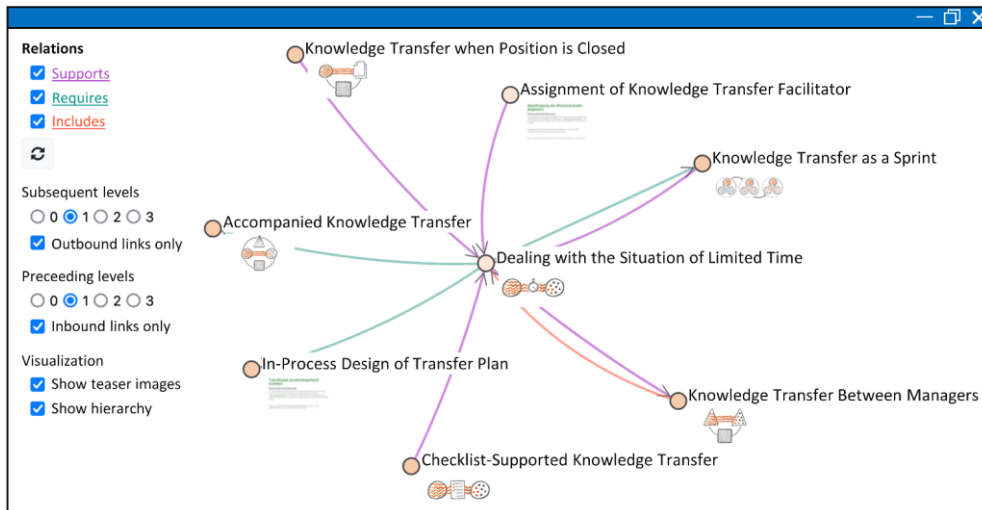 Relations
Supports
Requires
Includes
Subsequent levels
0 1 2 3
Outbound links only
Preceeding levels
0 1 2 3
Inbound links only
Visualization
Show teaser images
Show hierarchy
Knowledge Transfer when Position is Closed
Assignment of Knowledge Transfer Facilitator
Knowledge Transfer as a Sprint
Accompanied Knowledge Transfer
Dealing with the Situation of Limited Time
In-Process Design of Transfer Plan
Knowledge Transfer Between Managers
Checklist-Supported Knowledge Transfer